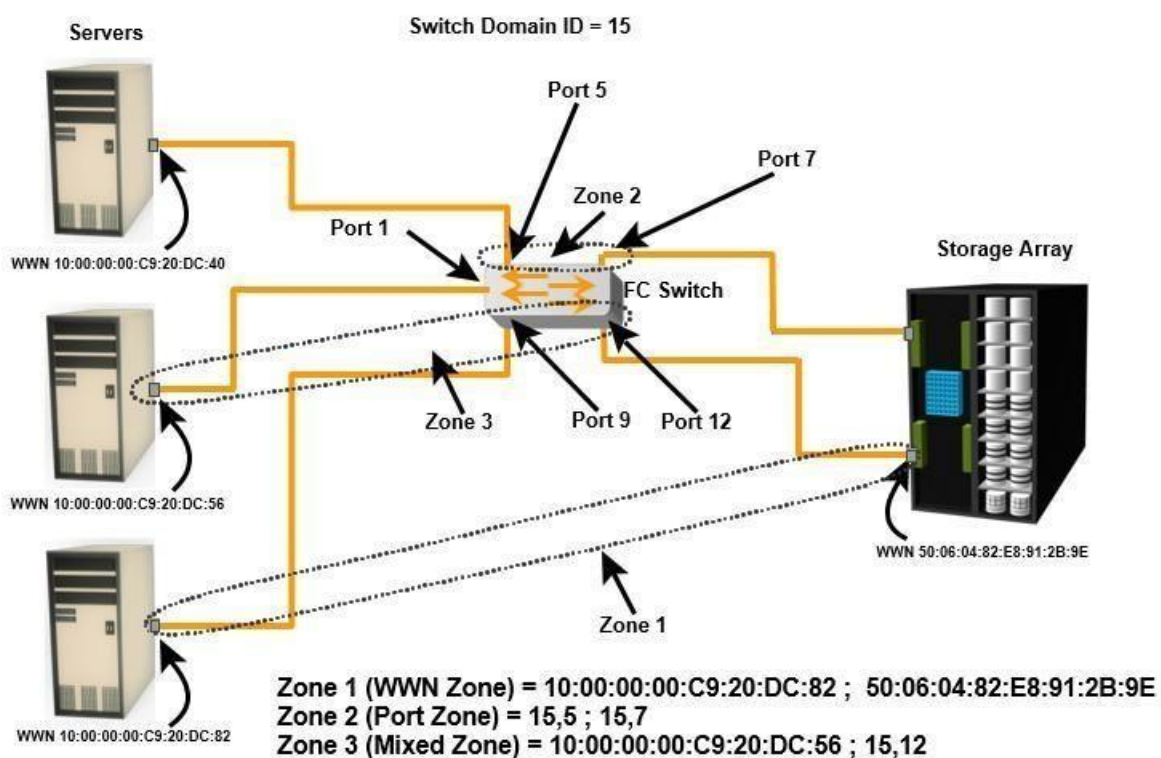 Servers
Switch Domain ID = 15
Port 5
Port 7
Zone 2
Port 1
Storage Array
WWN 10:00:00:00:C9:20:DC:40
FC Switch
Zone 3
Port 9
Port 12
WWN 10:00:00:00:C9:20:DC:56
WWN 50:06:04:82:E8:91:2B:9E
Zone 1
Zone 1 (WWN Zone) = 10:00:00:00:C9:20:DC:82 ; 50:06:04:82:E8:91:2B:9E
Zone 2 (Port Zone) = 15,5 ; 15,7
WWN 10:00:00:00:C9:20:DC:82
Zone 3 (Mixed Zone) = 10:00:00:00:C9:20:DC:56 ; 15,12